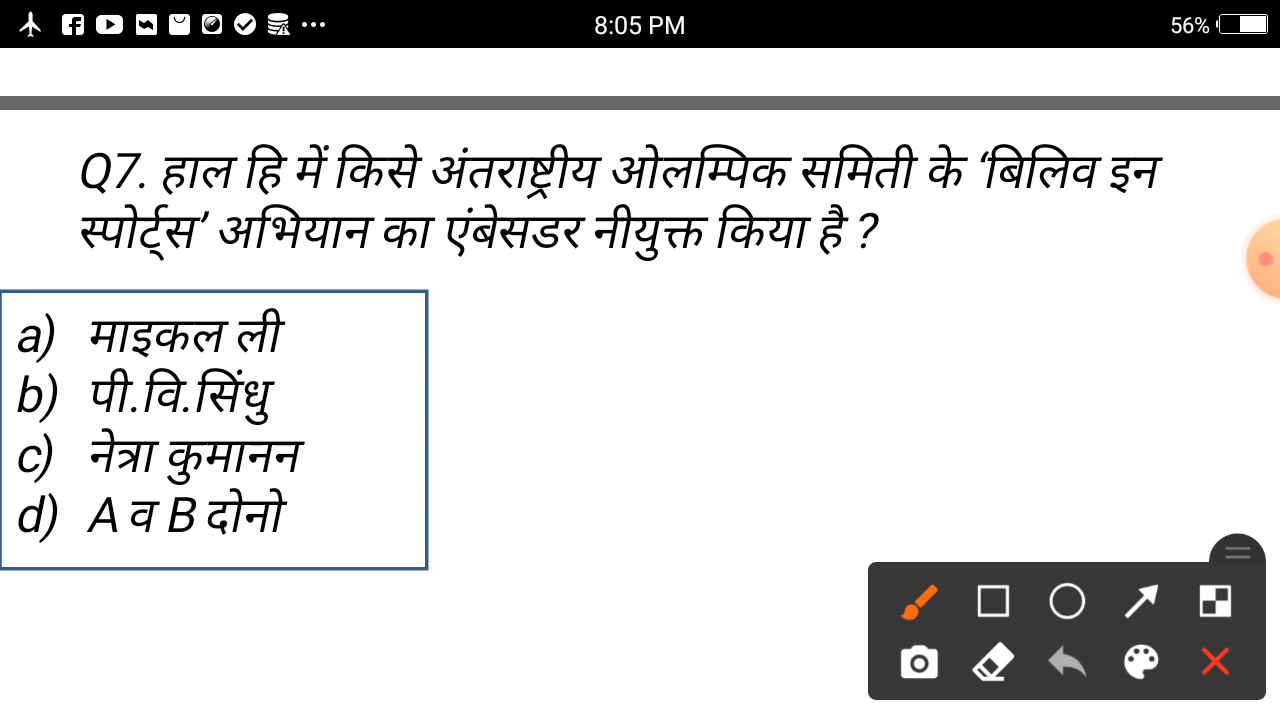 8:05 PM
56%
Q7. हाल हि में किसे अंतराष्ट्रीय ओलम्पिक समिती के ‘बिलिव इन
स्पोर्ट्स’ अभियान का एंबेसडर नीयुक्त किया है ?
a) माइकल ली
b) पी.वि.सिंधु
c) नेत्रा कुमानन
d) A व B दोनो